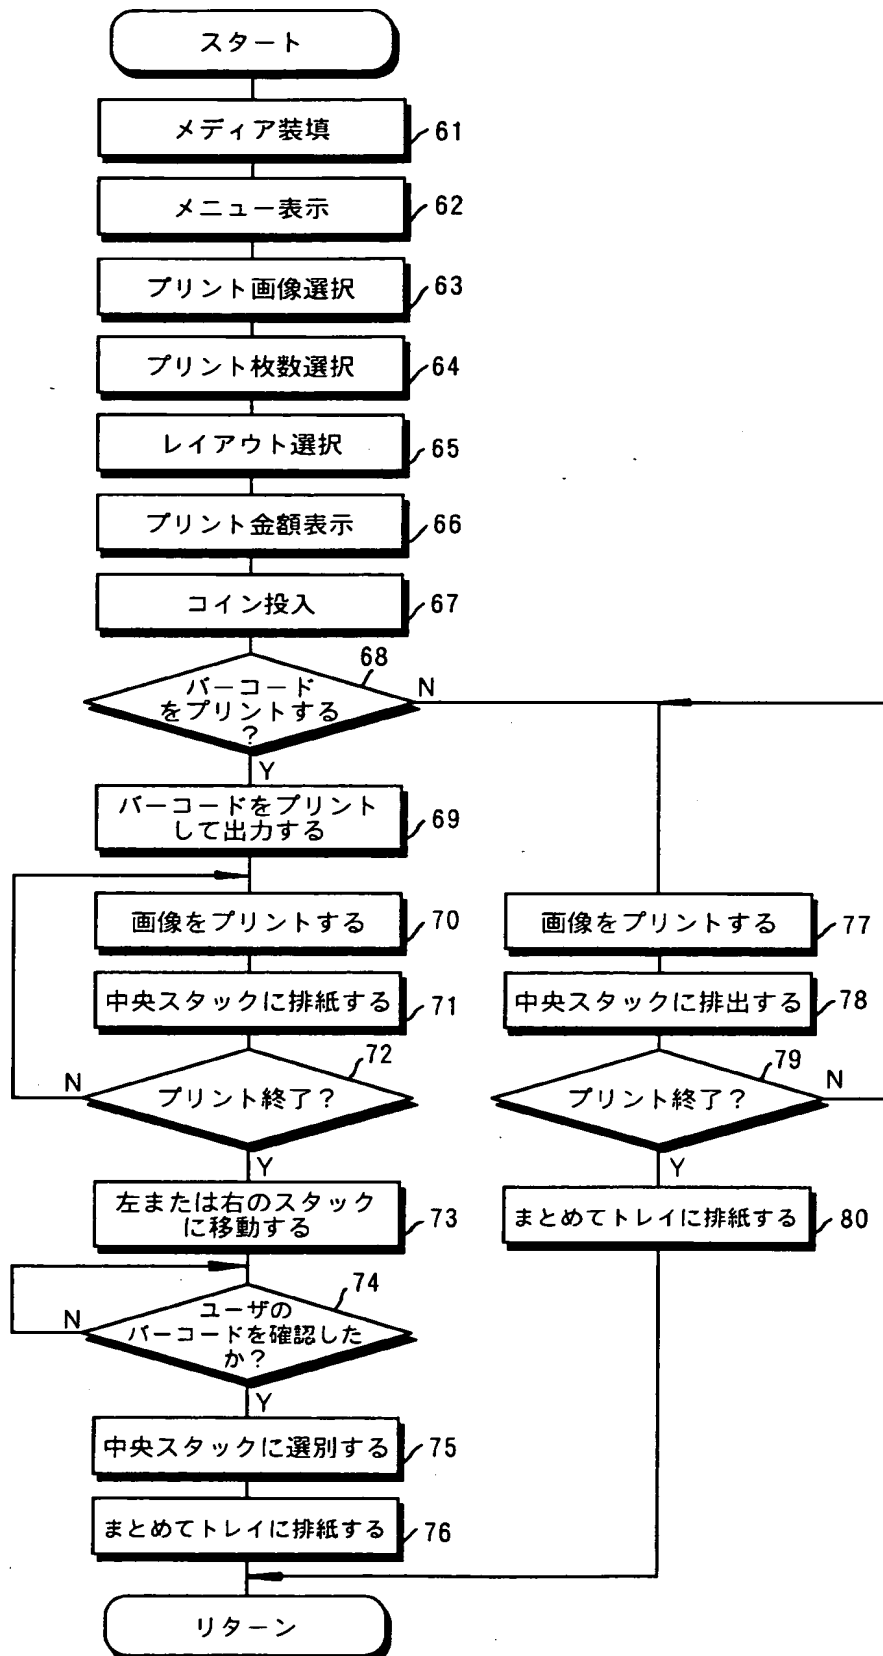 スタート
メディア装填
61
メニュー表示
62
プリント画像選択
63
プリント枚数選択
64
レイアウト選択
65
プリント金額表示
66
コイン投入
67
バーコード
をプリントする
?
68
N
Y
バーコードをプリント
して出力する
69
画像をプリントする
70
中央スタックに排紙する
71
プリント終了?
72
N
Y
左または右のスタック
に移動する
73
ユーザの
バーコードを確認した
か?
74
N
Y
中央スタックに選別する
75
まとめてトレイに排紙する
76
画像をプリントする
77
中央スタックに排出する
78
プリント終了?
79
N
Y
まとめてトレイに排紙する
80
リターン